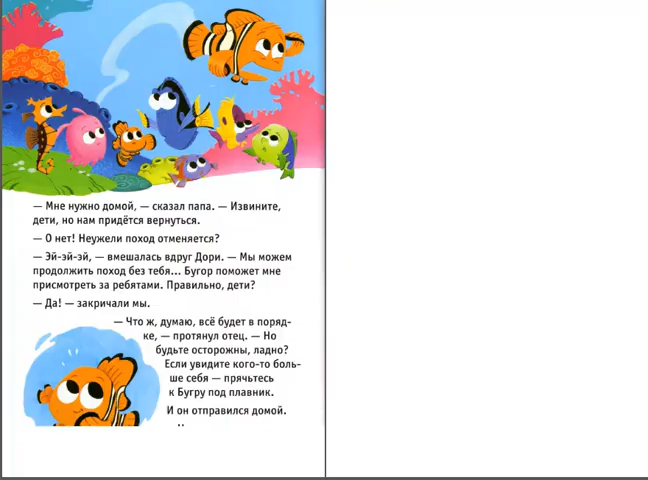 — Мне нужно домой, — сказал папа. — Извините,
дети, но нам придётся вернуться.
— О нет! Неужели поход отменяется?
— Эй-эй-эй, — вмешалась вдруг Дори. — Мы можем
продолжить поход без тебя... Бугор поможет мне
присмотреть за ребятами. Правильно, дети?
— Да! — закричали мы.
— Что ж, думаю, всё будет в поряд-
ке, — протянул отец. — Но
будьте осторожны, ладно?
Если увидите кого-то боль-
ше себя — прячьтесь
к Бугру под плавник.
И он отправился домой.